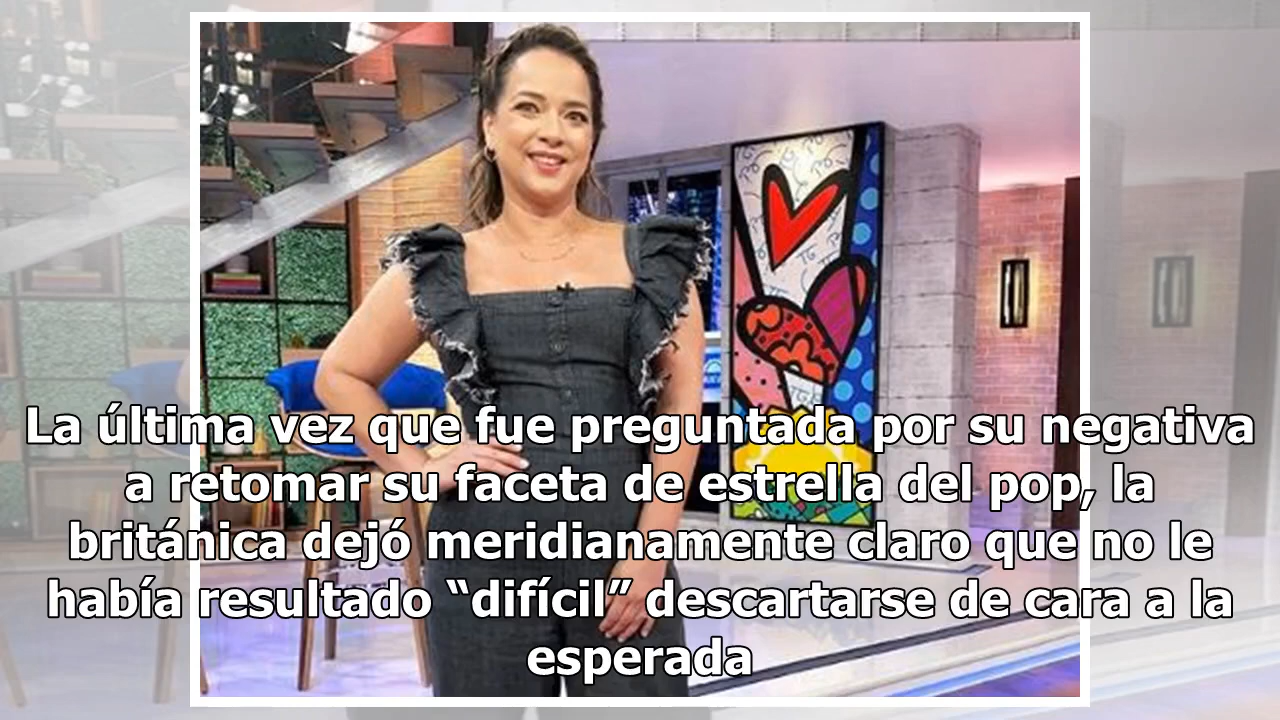 La última vez que fue preguntada por su negativa
a retomar su faceta de estrella del pop, la
británica dejó meridianamente claro que no le
había resultado “difícil” descartarse de cara a la
esperada